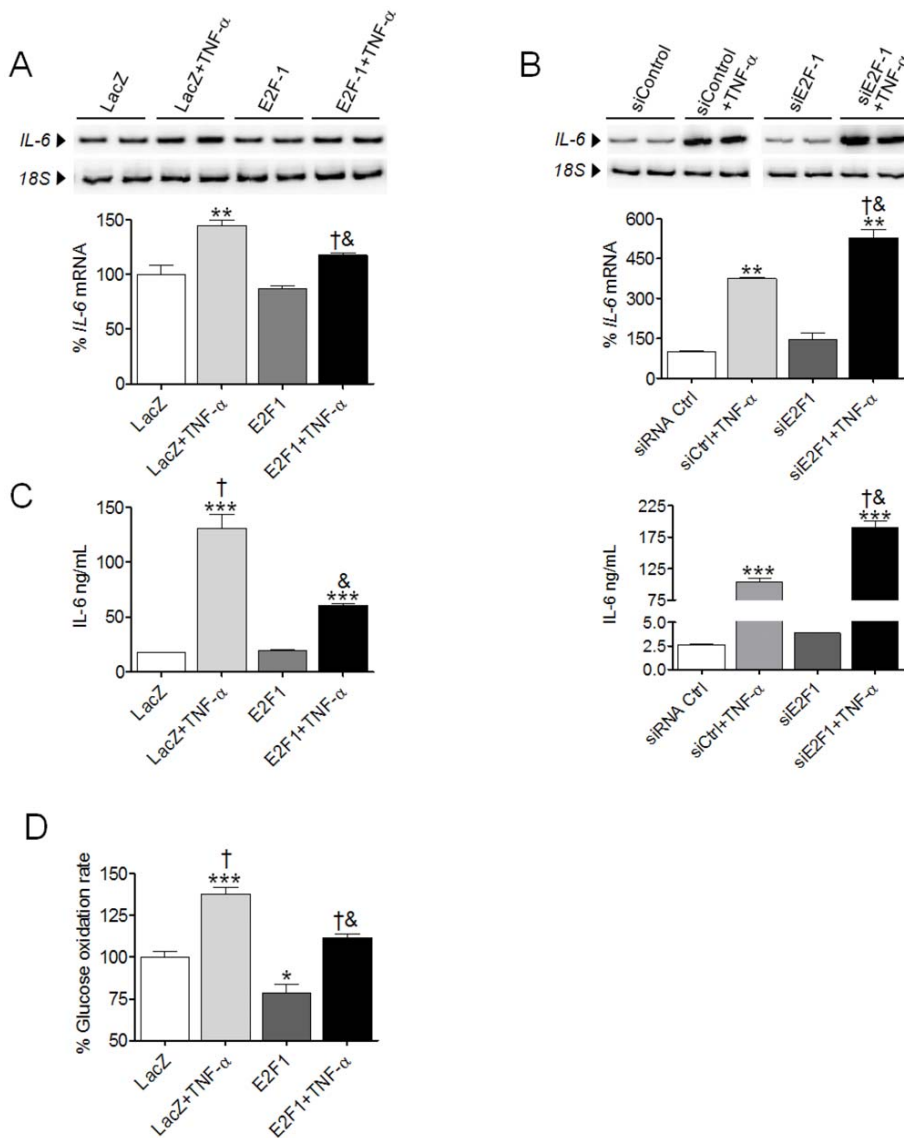 A
LacZ
LacZ+TNF-α
E2F-1
E2F-1+TNF-α
IL-6
18S
% IL-6 mRNA
150
100
50
0
**
†&
LacZ
LacZ+TNF-α
E2F1
E2F1+TNF-α
B
siControl
siControl
+TNF-α
siE2F-1
siE2F-1
+TNF-α
IL-6
18S
% IL-6 mRNA
600
450
300
150
0
**
†&
**
siRNA Ctrl
siCtrl+TNF-α
siE2F1
siE2F1+TNF-α
C
IL-6 ng/mL
150
100
50
0
†
***
&
***
LacZ
LacZ+TNF-α
E2F1
E2F1+TNF-α
IL-6 ng/mL
225
175
125
75
5.0
2.5
0.0
***
†&
***
siRNA Ctrl
siCtrl+TNF-α
siE2F1
siE2F1+TNF-α
D
% Glucose oxidation rate
150
125
100
75
50
†
***
*
†&
LacZ
LacZ+TNF-α
E2F1
E2F1+TNF-α